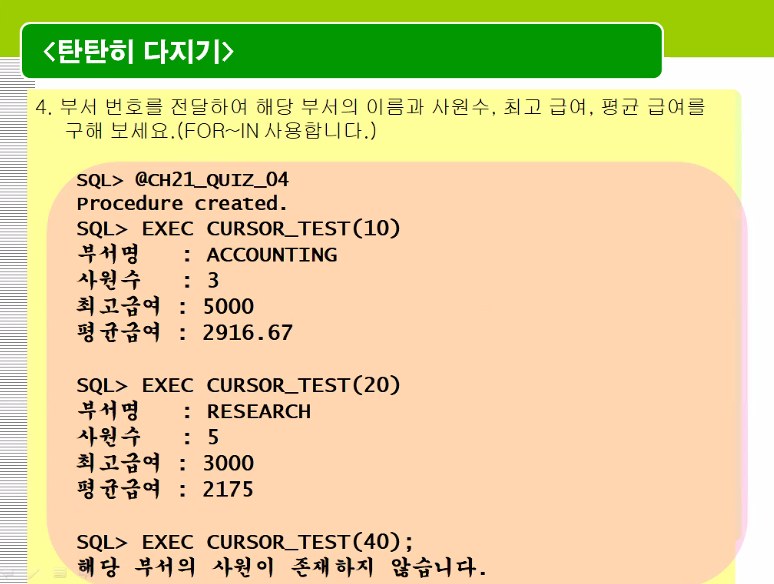 <탄탄히 다지기>
4. 부서 번호를 전달하여 해당 부서의 이름과 사원수, 최고 급여, 평균 급여를
구해 보세요.(FOR~IN 사용합니다.)
SQL> @CH21_QUIZ_04
Procedure created.
SQL> EXEC CURSOR_TEST(10)
부서명 : ACCOUNTING
사원수 : 3
최고급여 : 5000
평균급여 : 2916.67
SQL> EXEC CURSOR_TEST(20)
부서명 : RESEARCH
사원수 : 5
최고급여 : 3000
평균급여 : 2175
SQL> EXEC CURSOR_TEST(40);
해당 부서의 사원이 존재하지 않습니다.